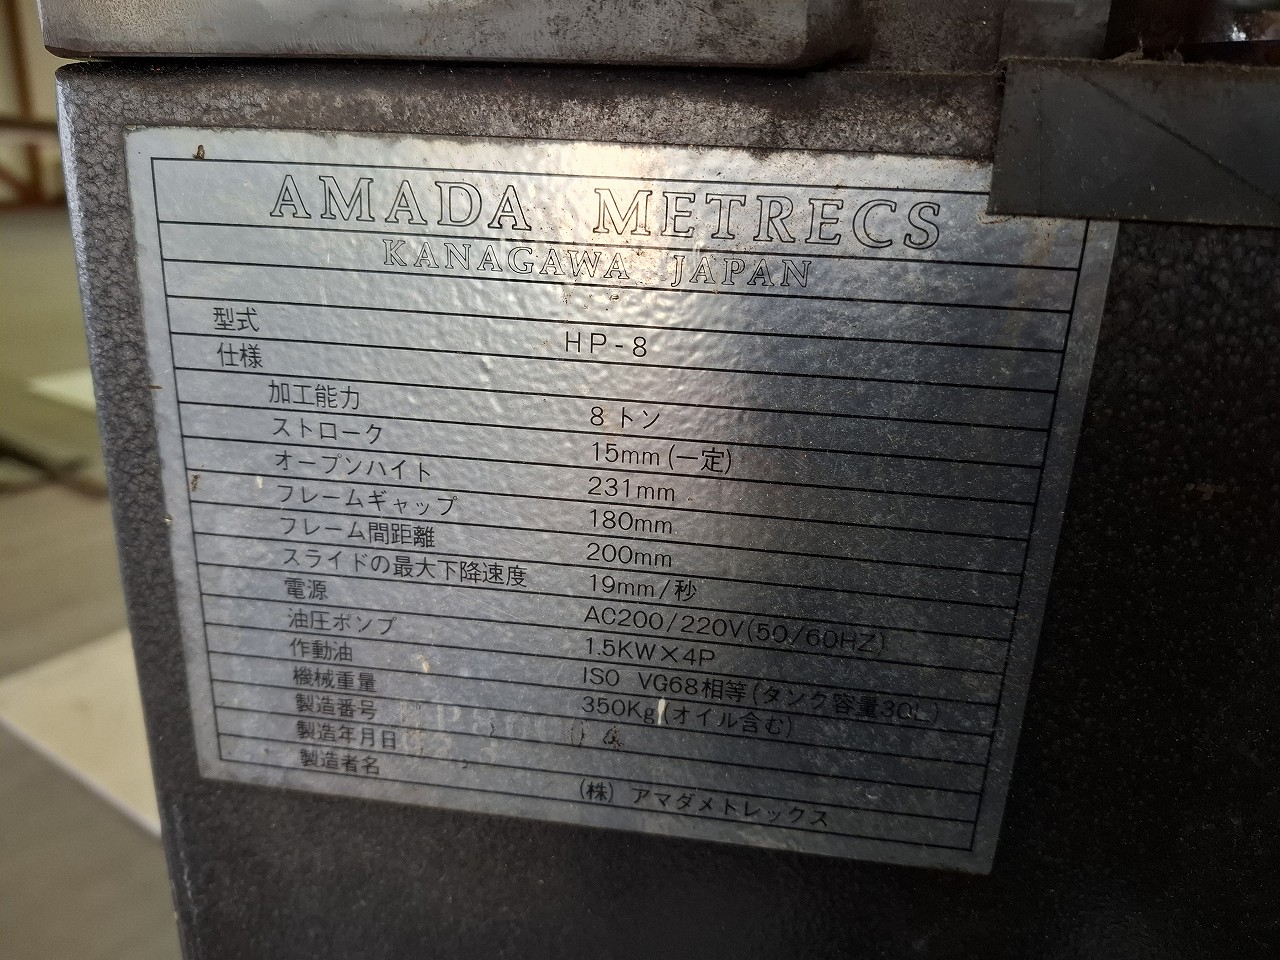 AMADA METRECS
KANAGAWA JAPAN
型式 HP-8
仕様
加工能力 8トン
ストローク 15mm(一定)
オープンハイト 231mm
フレームギャップ 180mm
フレーム間距離 200mm
スライドの最大下降速度 19mm/秒
電源 AC200/220V(50/60HZ)
油圧ポンプ 1.5KW×4P
作動油 ISO VG68相等(タンク容量30L)
機械重量 350Kg(オイル含む)
製造番号
製造年月日
製造者名 (株)アマダメトレックス